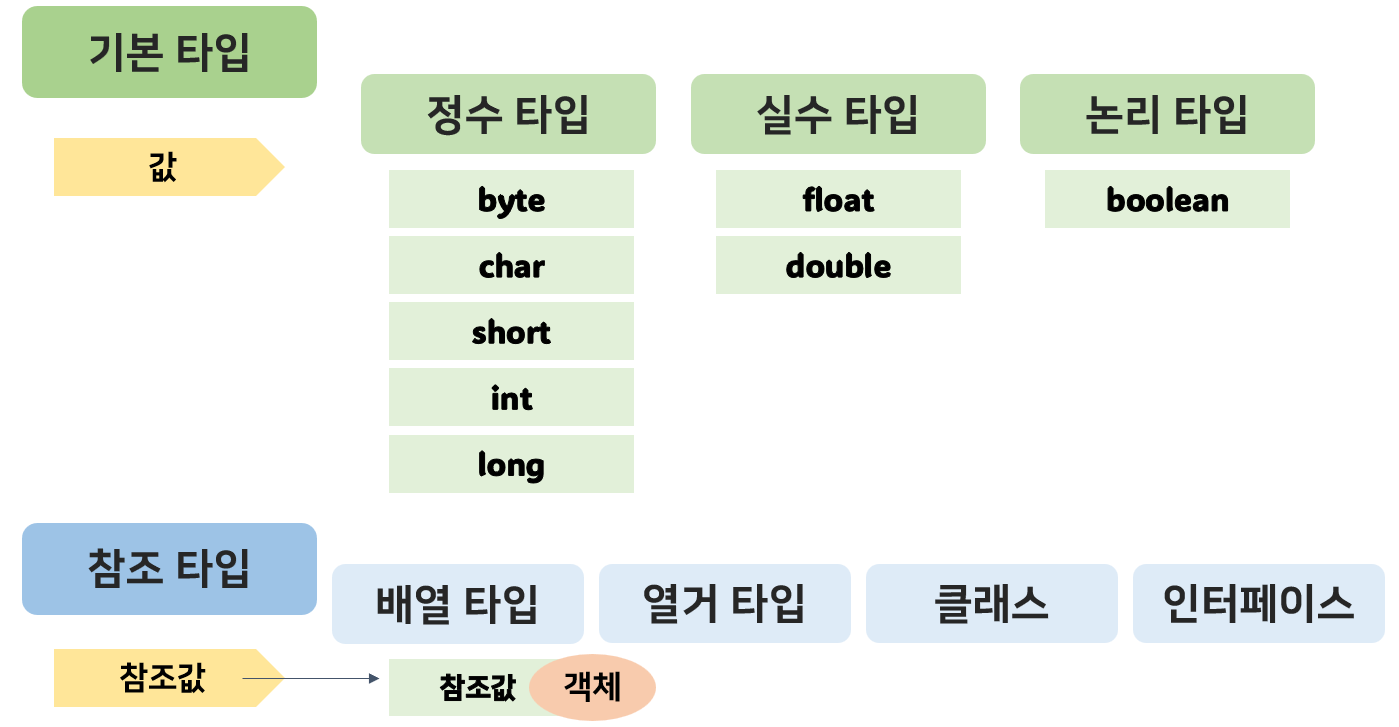 기본 타입
값
정수 타입
byte
char
short
int
long
실수 타입
float
double
논리 타입
boolean
참조 타입
참조값
배열 타입
열거 타입
클래스
인터페이스
참조값
객체